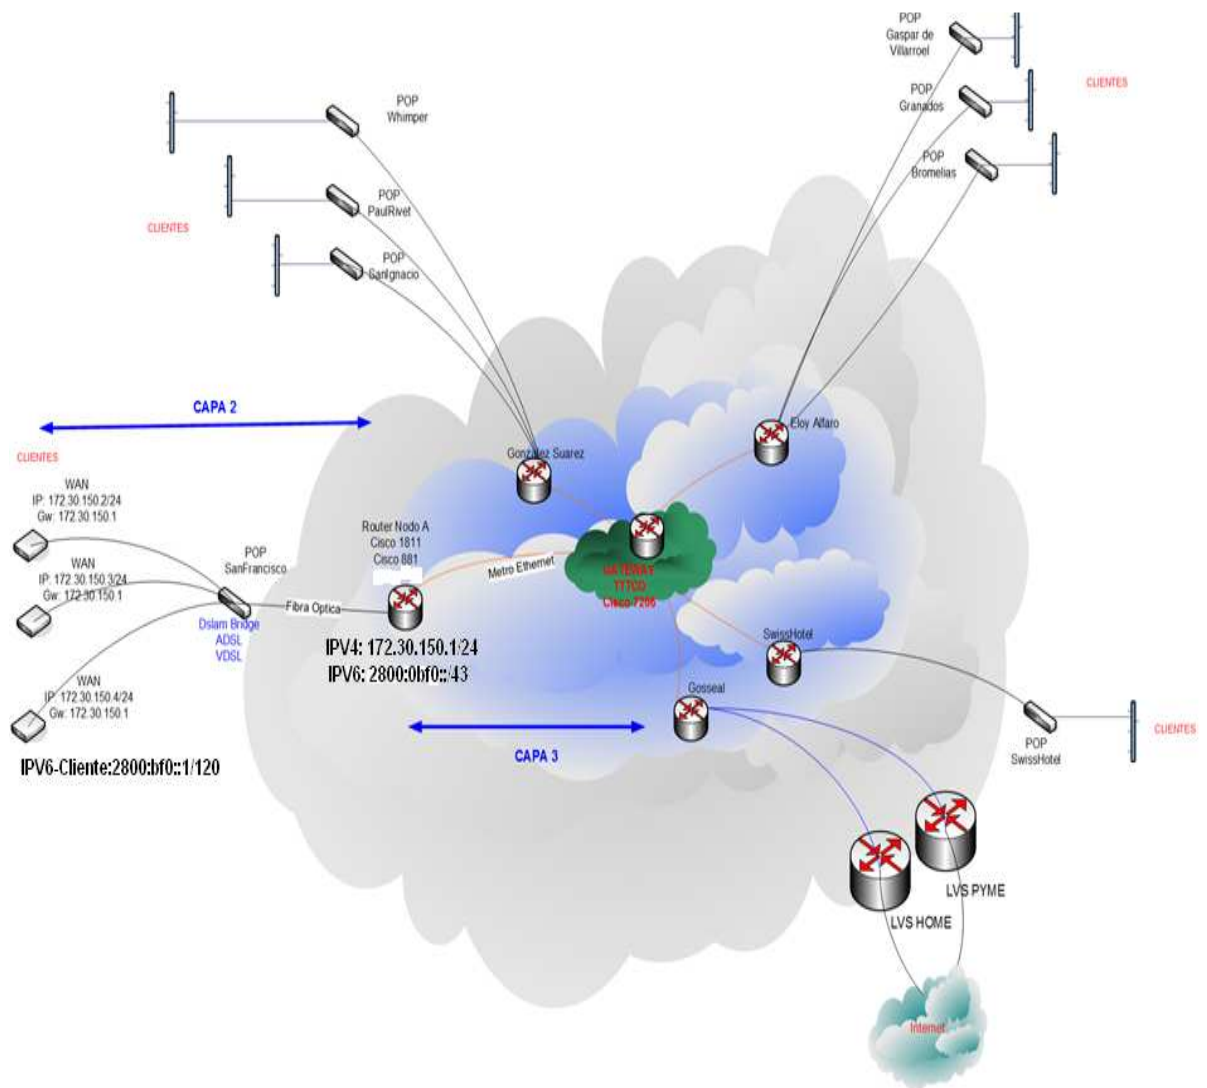 POP
Gaspar de
Villarroel
POP
Granados
CLIENTES
POP
Bromelias
POP
Whimper
POP
PaulRivet
CLIENTES
POP
SanIgnacio
CAPA 2
CLIENTES
WAN
IP: 172.30.150.2/24
Gw: 172.30.150.1
WAN
IP: 172.30.150.3/24
Gw: 172.30.150.1
WAN
IP: 172.30.150.4/24
Gw: 172.30.150.1
IPV6-Cliente:2800:bf0::1/120
POP
SanFrancisco
Dslam Bridge
ADSL
VDSL
Fibra Optica
Router Nodo A
Cisco 1811
Cisco 881
IPV4: 172.30.150.1/24
IPV6: 2800:0bf0::/43
Metro Ethernet
Gonzalez Suarez
Eloy Alfaro
GATEWAY
TTTCO
Cisco 7206
SwissHotel
Gosseal
CAPA 3
POP
SwissHotel
CLIENTES
LVS PYME
LVS HOME
Internet